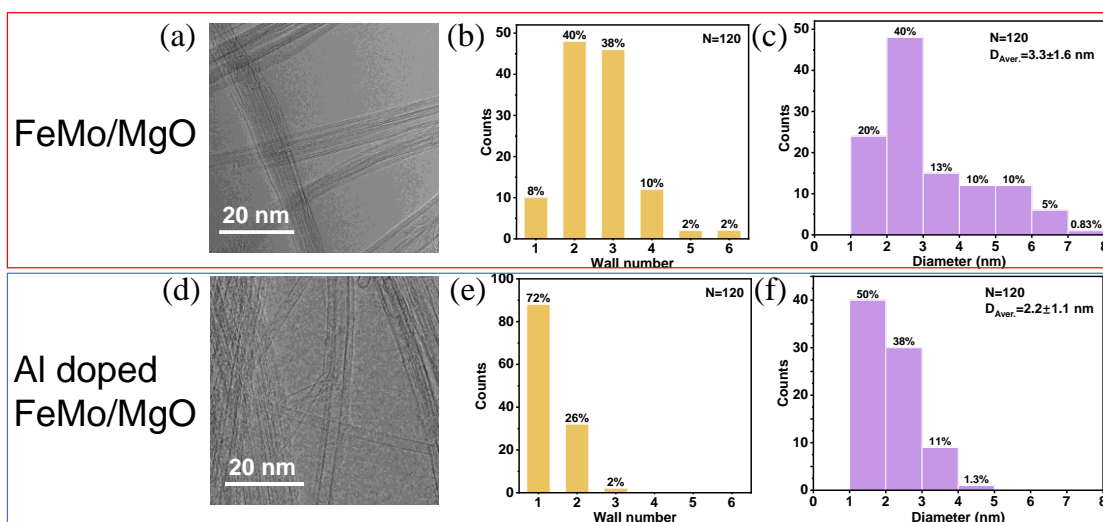 FeMo/MgO
(a)
20 nm
(b)
N=120
Counts
50
40
30
20
10
0
8%
40%
38%
10%
2%
2%
1 2 3 4 5 6
Wall number
(c)
N=120
D Aver.=3.3±1.6 nm
Counts
50
40
30
20
10
0
20%
40%
13%
10%
10%
5%
0.83%
0 1 2 3 4 5 6 7 8
Diameter (nm)
Al doped
FeMo/MgO
(d)
20 nm
(e)
N=120
Counts
100
80
60
40
20
0
72%
26%
2%
1 2 3 4 5 6
Wall number
(f)
N=120
D Aver.=2.2±1.1 nm
Counts
40
30
20
10
0
50%
38%
11%
1.3%
0 1 2 3 4 5 6 7 8
Diameter (nm)